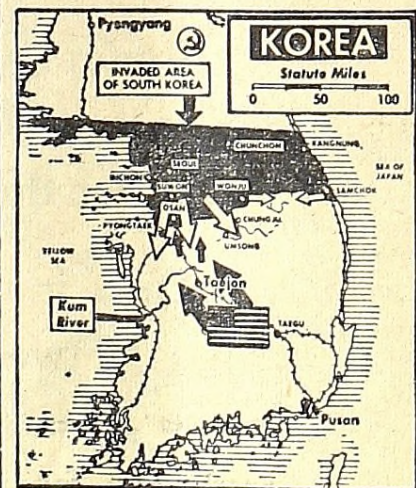 Pyongyang
KOREA
Statute Miles
0 50 100
INVADED AREA
OF SOUTH KOREA
CHUNCHON
KANGNUNG
SEOUL
SEA OF
JAPAN
INCHON
SUWON
WONJU
SAMCHOK
OSAN
CHUNGJU
PYONGTAEK
UMSONG
YELLOW
SEA
Taejon
Kum
River
TAEGU
Pusan